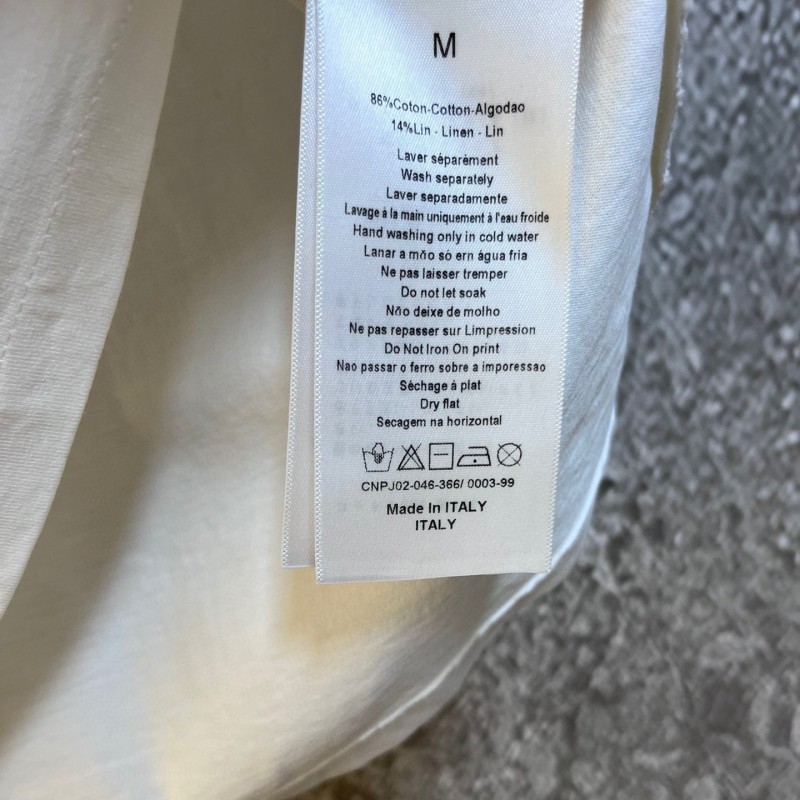 M
86%Coton-Cotton-Algodao
14%Lin - Linen - Lin
Laver séparément
Wash separately
Laver separadamente
Lavage à la main uniquement à l'eau froide
Hand washing only in cold water
Lanar a mño só ern água fria
Ne pas laisser tremper
Do not let soak
Nño deixe de molho
Ne pas repasser sur Limpression
Do Not Iron On print
Nao passar o ferro sobre a imporessao
Séchage à plat
Dry flat
Secagem na horizontal
CNPJ02-046-366/ 0003-99
Made In ITALY
ITALY